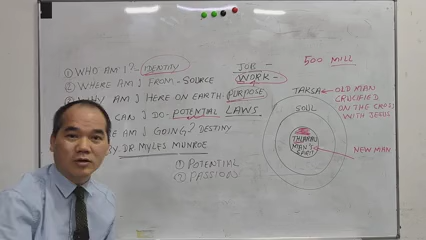 ① WHO AM I? - IDENTITY
② WHERE AM I FROM - SOURCE
WHY AM I HERE ON EARTH - PURPOSE
CAN I DO - POTENTIAL LAWS
AM I GOING? DESTINY
BY DR. MYLES MUNROE
① POTENTIAL
② PASSION
JOB -
WORK -
500 MILL
TAKSA
OLD MAN
CRUCIFIED
ON THE CROSS
WITH JESUS
SOUL
MAN'S
SPIRIT
NEW MAN